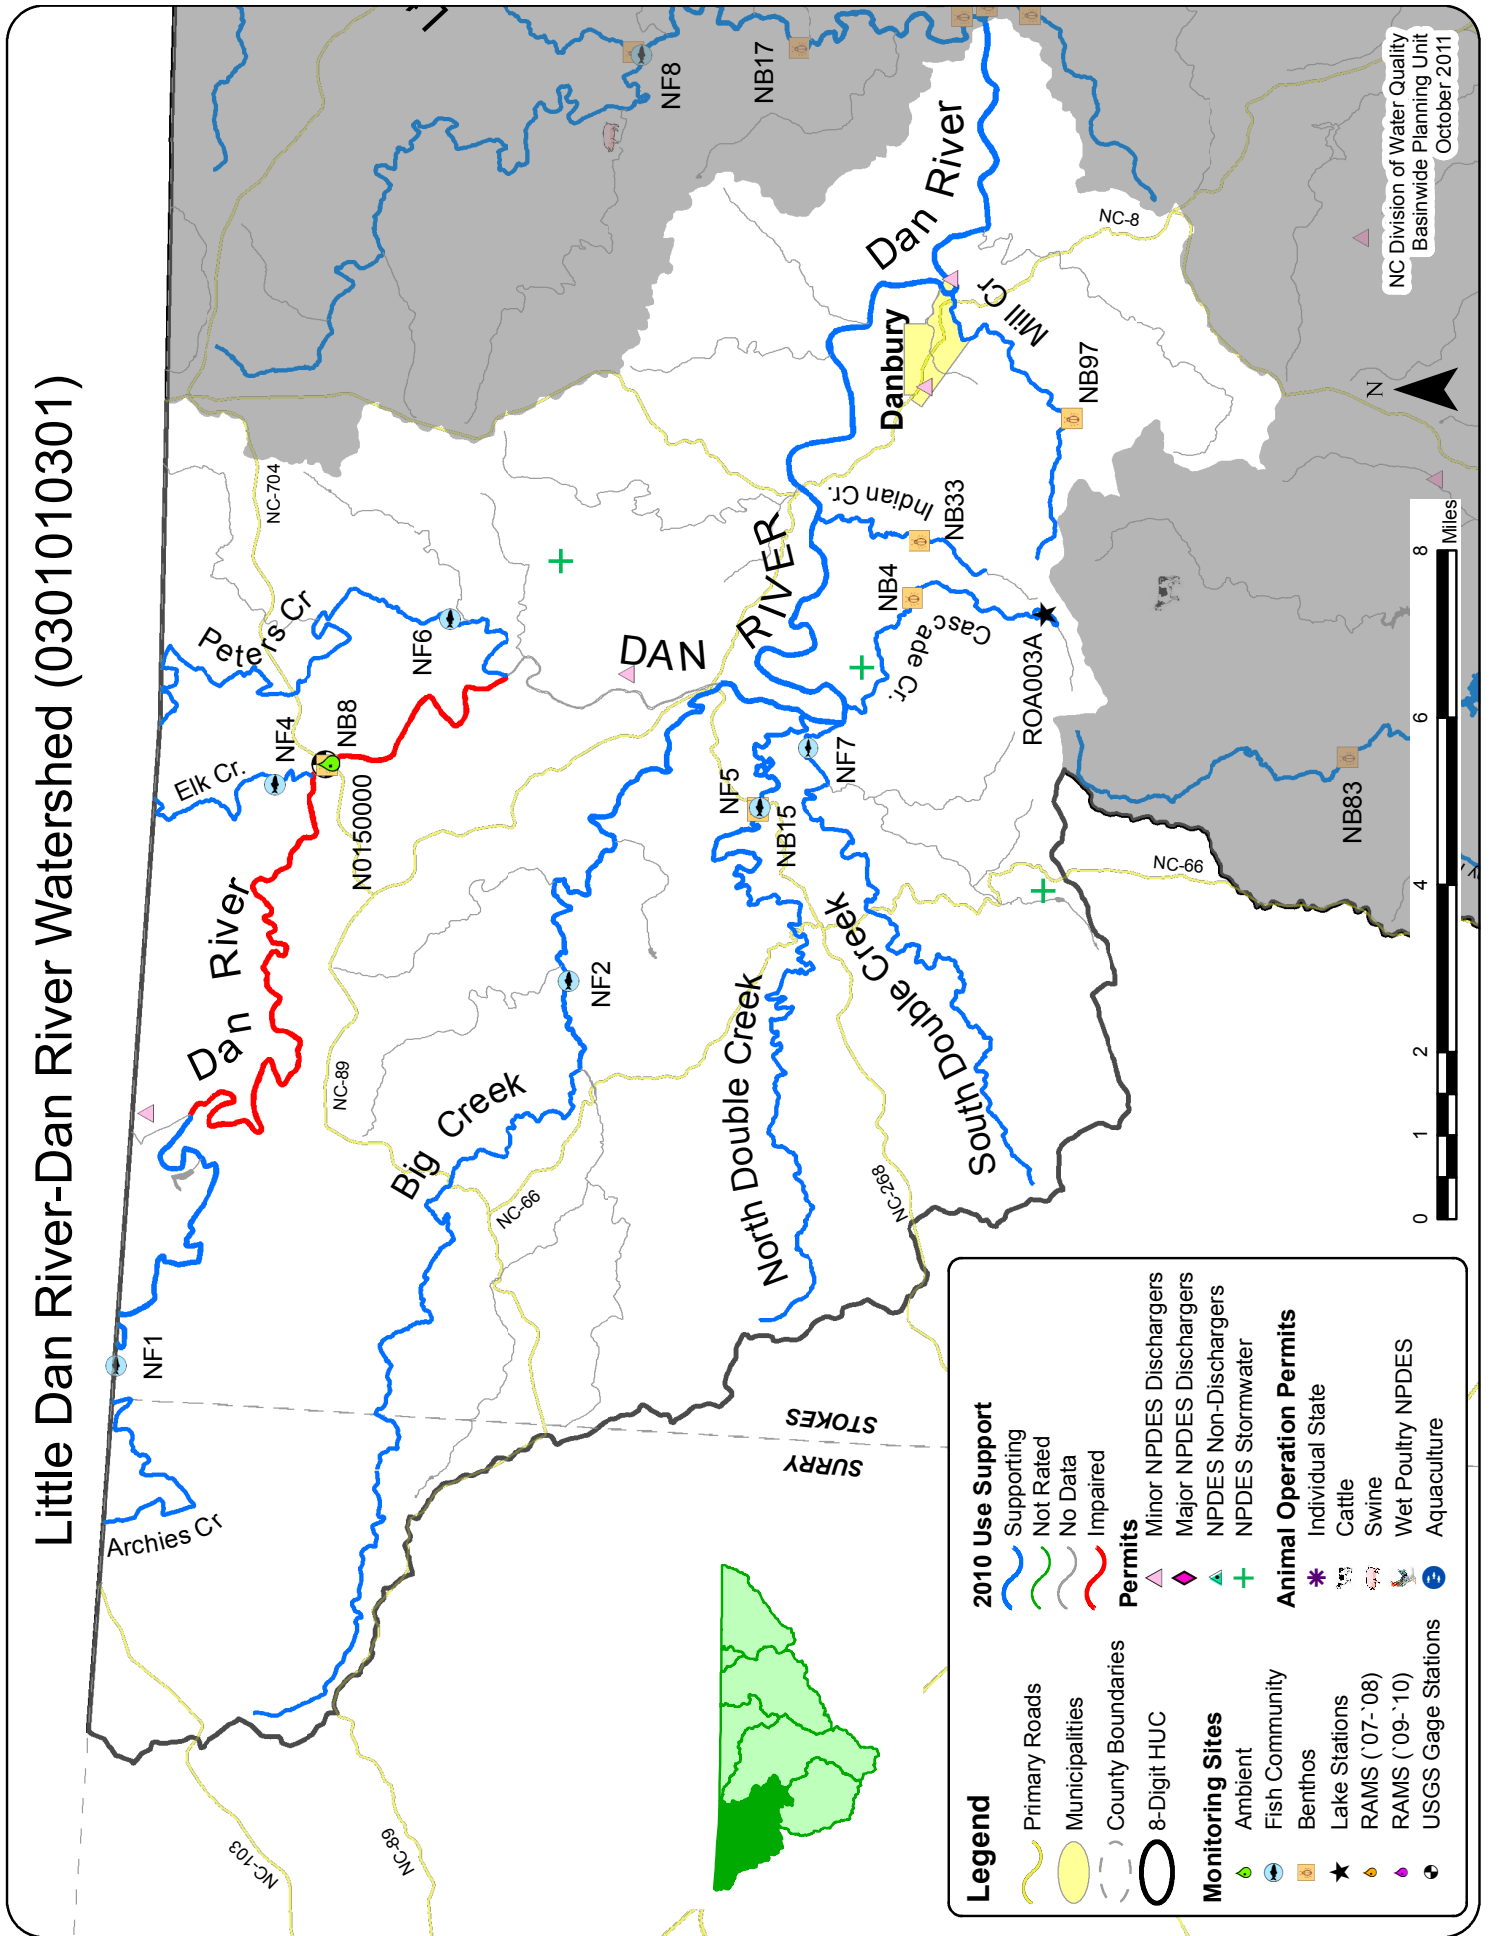 Little Dan River-Dan River Watershed (0301010301)
Archies Cr
NF1
Dan River
Elk Cr.
NF4
Peters Cr
NC-704
NB8
N0150000
NF6
NF8
NB17
NC-89
Big Creek
NC-66
NF2
DAN RIVER
Dan River
North Double Creek
NF5
NB15
NF7
South Double Creek
NC-268
NB4
Cascade Cr.
ROA003A
Indian Cr.
NB33
Danbury
Mill Cr
NB97
NC-8
NC-66
NB83
SURRY
STOKES
NC-103
NC-89
N
0 1 2 4 6 8
Miles
NC Division of Water Quality
Basinwide Planning Unit
October 2011
Legend
Primary Roads
Municipalities
County Boundaries
8-Digit HUC
Monitoring Sites
Ambient
Fish Community
Benthos
Lake Stations
RAMS (`07-`08)
RAMS (`09-`10)
USGS Gage Stations
2010 Use Support
Supporting
Not Rated
No Data
Impaired
Permits
Minor NPDES Dischargers
Major NPDES Dischargers
NPDES Non-Dischargers
NPDES Stormwater
Animal Operation Permits
Individual State
Cattle
Swine
Wet Poultry NPDES
Aquaculture